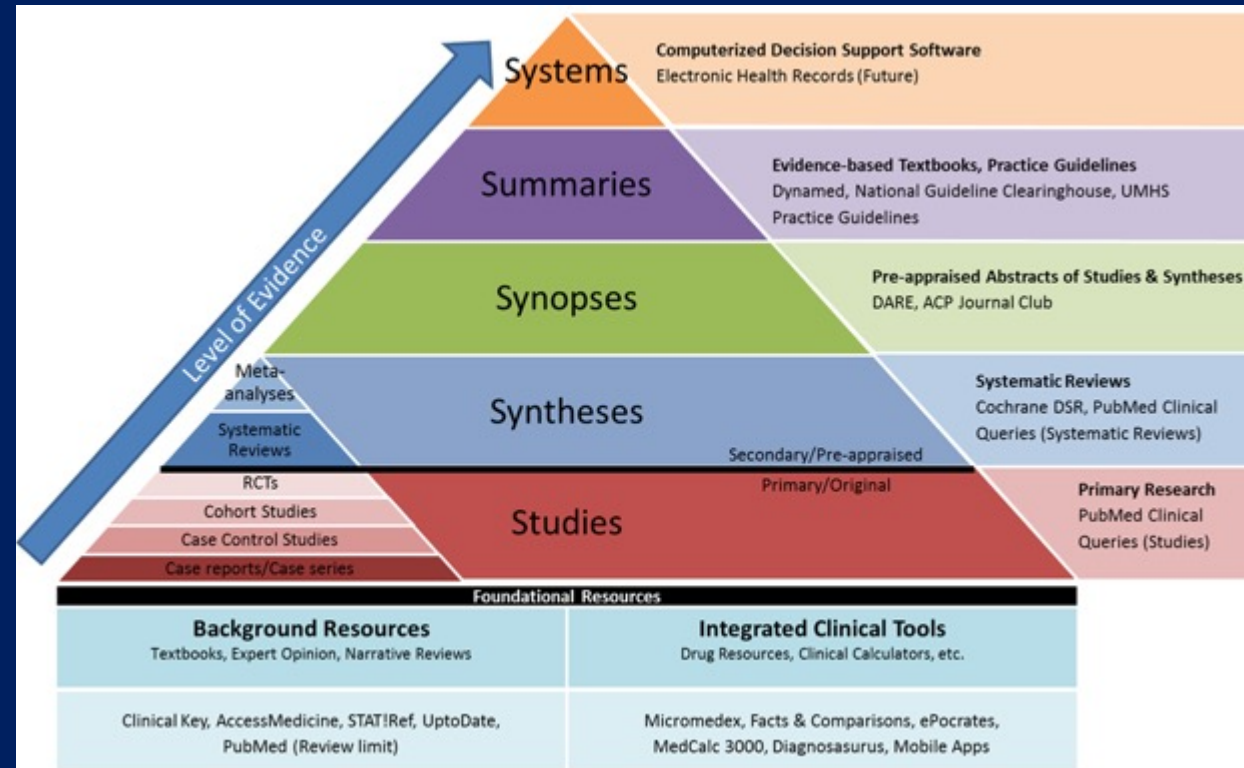 Systems
Computerized Decision Support Software
Electronic Health Records (Future)
Summaries
Evidence-based Textbooks, Practice Guidelines
Dynamed, National Guideline Clearinghouse, UMHS
Practice Guidelines
Level of Evidence
Synopses
Pre-appraised Abstracts of Studies & Syntheses
DARE, ACP Journal Club
Meta-
analyses
Systematic
Reviews
Syntheses
Secondary/Pre-appraised
Systematic Reviews
Cochrane DSR, PubMed Clinical
Queries (Systematic Reviews)
RCTs
Cohort Studies
Case Control Studies
Case reports/Case series
Studies
Primary/Original
Primary Research
PubMed Clinical
Queries (Studies)
Foundational Resources
Background Resources
Textbooks, Expert Opinion, Narrative Reviews
Integrated Clinical Tools
Drug Resources, Clinical Calculators, etc.
Clinical Key, AccessMedicine, STAT!Ref, UptoDate,
PubMed (Review limit)
Micromedex, Facts & Comparisons, ePocrates,
MedCalc 3000, Diagnosaurus, Mobile Apps